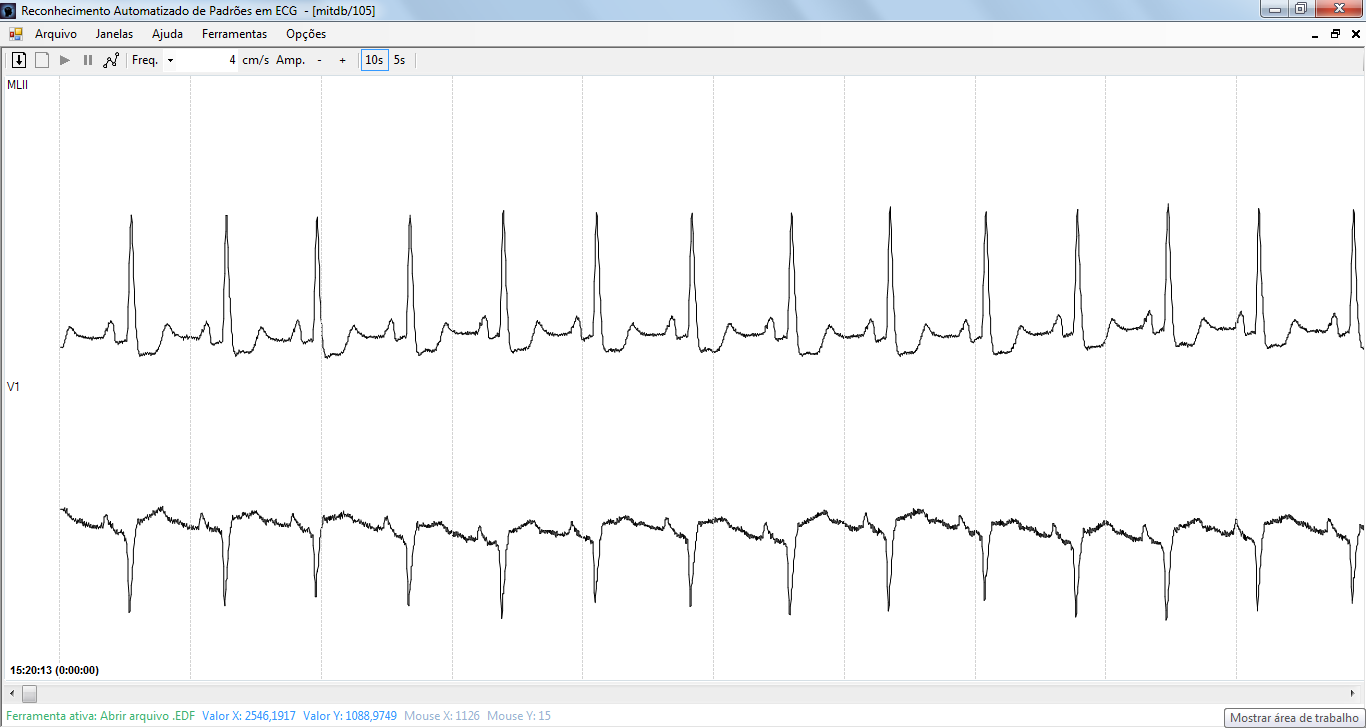 Reconhecimento Automatizado de Padrões em ECG - [mitdb/105]
Arquivo Janelas Ajuda Ferramentas Opções
Freq. 4 cm/s Amp. - + 10s 5s
MLII
V1
15:20:13 (0:00:00)
Ferramenta ativa: Abrir arquivo .EDF Valor X: 2546,1917 Valor Y: 1088,9749 Mouse X: 1126 Mouse Y: 15
Mostrar área de trabalho